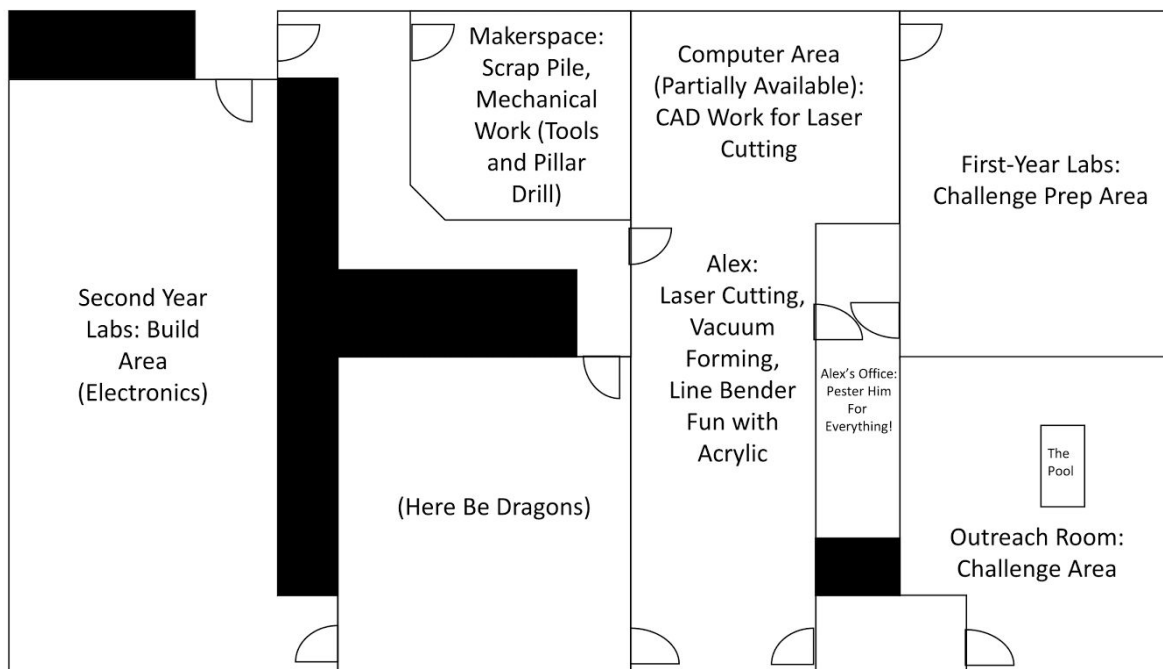 Makerspace:
Scrap Pile,
Mechanical
Work (Tools
and Pillar
Drill)
Computer Area
(Partially Available):
CAD Work for Laser
Cutting
First-Year Labs:
Challenge Prep Area
Second Year
Labs: Build
Area
(Electronics)
Alex:
Laser Cutting,
Vacuum
Forming,
Line Bender
Fun with
Acrylic
Alex's Office:
Pester Him
For
Everything!
The
Pool
(Here Be Dragons)
Outreach Room:
Challenge Area